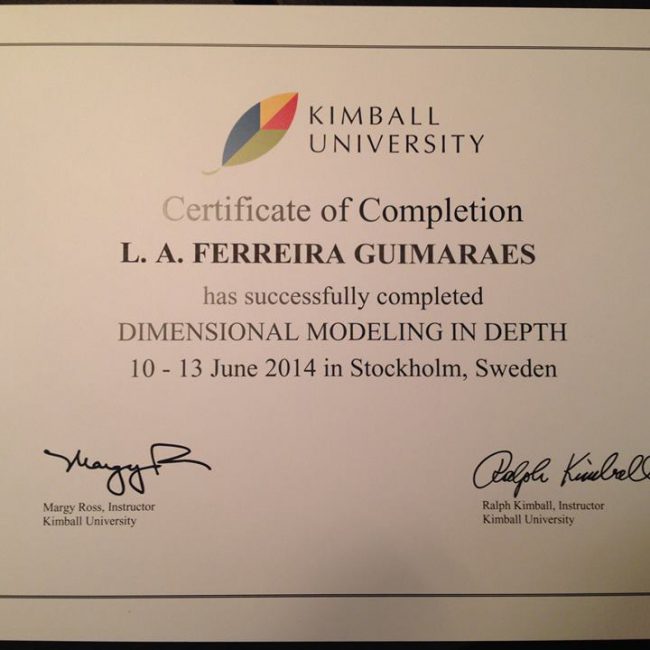 KIMBALL
UNIVERSITY
Certificate of Completion
L. A. FERREIRA GUIMARAES
has successfully completed
DIMENSIONAL MODELING IN DEPTH
10 - 13 June 2014 in Stockholm, Sweden
Margy R
Ralph Kimball
Margy Ross, Instructor
Kimball University
Ralph Kimball, Instructor
Kimball University